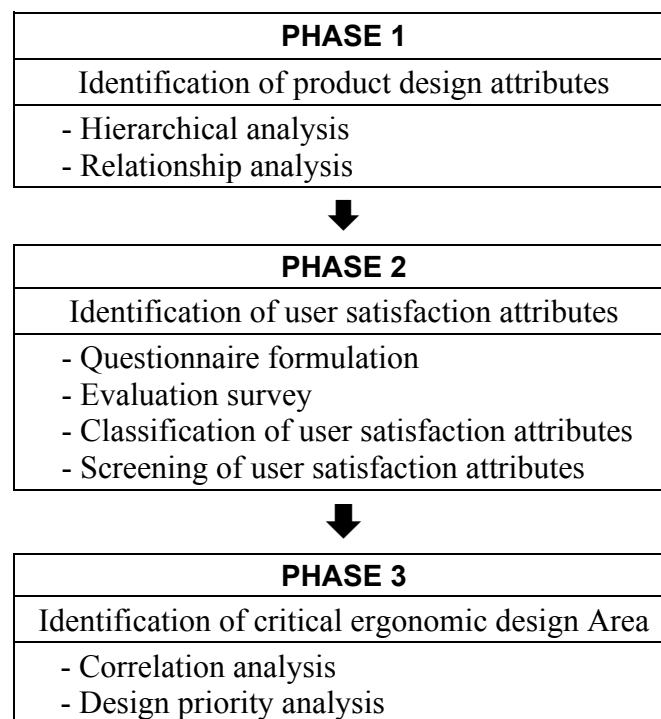 PHASE 1
Identification of product design attributes
- Hierarchical analysis
- Relationship analysis
PHASE 2
Identification of user satisfaction attributes
- Questionnaire formulation
- Evaluation survey
- Classification of user satisfaction attributes
- Screening of user satisfaction attributes
PHASE 3
Identification of critical ergonomic design Area
- Correlation analysis
- Design priority analysis